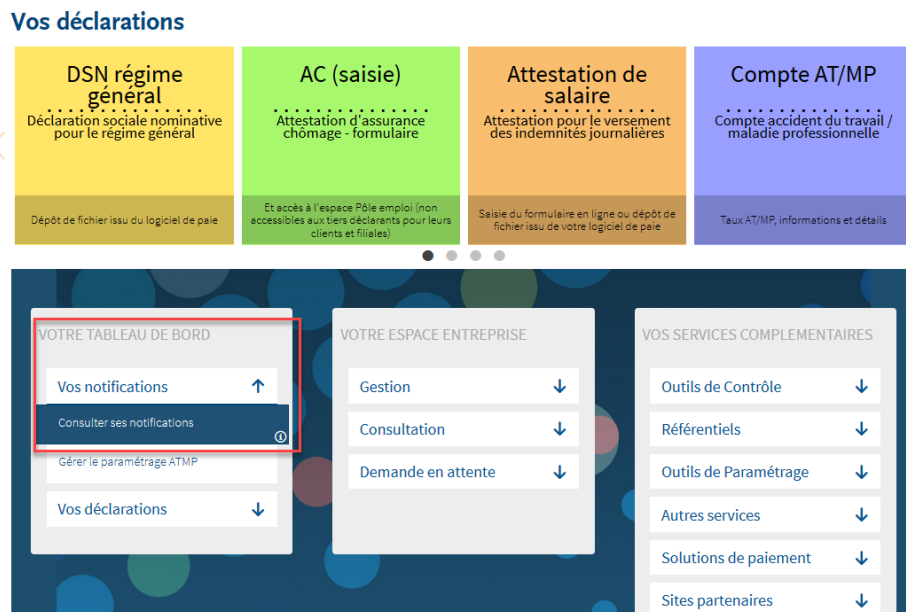 Vos déclarations
DSN régime
général
Déclaration sociale nominative
pour le régime général
Dépôt de fichier issu du logiciel de paie
AC (saisie)
Attestation d'assurance
chômage - formulaire
Et accès à l'espace Pôle emploi (non
accessibles aux tiers déclarants pour leurs
clients et filiales)
Attestation de
salaire
Attestation pour le versement
des indemnités journalières
Saisie du formulaire en ligne ou dépôt de
fichier issu de votre logiciel de paie
Compte AT/MP
Compte accident du travail /
maladie professionnelle
Taux AT/MP, informations et détails
VOTRE TABLEAU DE BORD
Vos notifications
Consulter ses notifications
Gérer le paramétrage ATMP
Vos déclarations
VOTRE ESPACE ENTREPRISE
Gestion
Consultation
Demande en attente
VOS SERVICES COMPLEMENTAIRES
Outils de Contrôle
Référentiels
Outils de Paramétrage
Autres services
Solutions de paiement
Sites partenaires